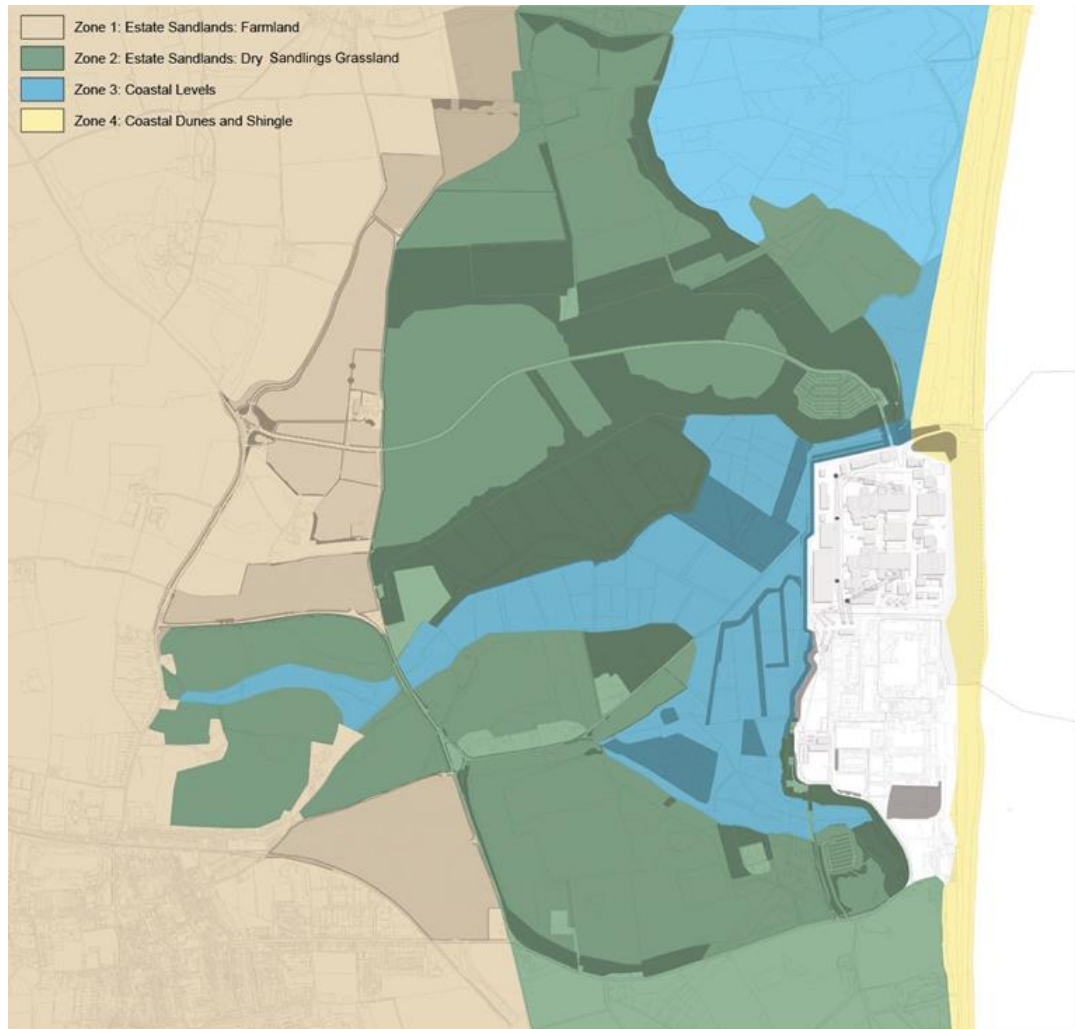 Zone 1: Estate Sandlands: Farmland
Zone 2: Estate Sandlands: Dry Sandlings Grassland
Zone 3: Coastal Levels
Zone 4: Coastal Dunes and Shingle